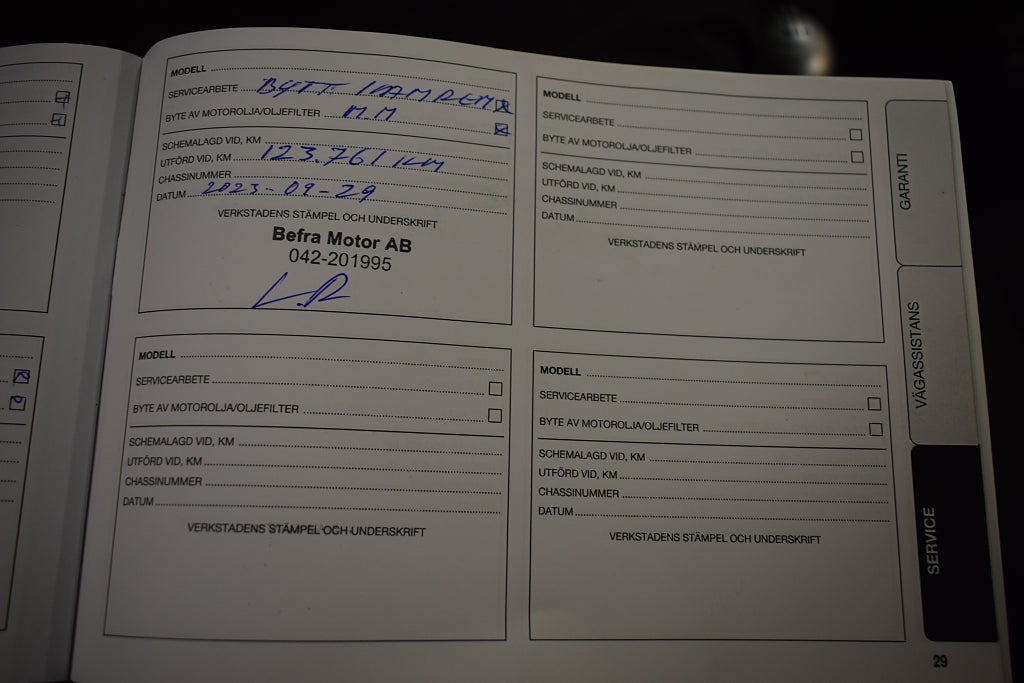 MODELL
SERVICEARBETE BYTT KAMREM
BYTE AV MOTOROLJA/OLJEFILTER M.M
SCHEMALAGD VID, KM
UTFÖRD VID, KM 123.761 KM
CHASSINUMMER
DATUM 2023-09-29
VERKSTADENS STÄMPEL OCH UNDERSKRIFT
Befra Motor AB
042-201995
MODELL
SERVICEARBETE
BYTE AV MOTOROLJA/OLJEFILTER
SCHEMALAGD VID, KM
UTFÖRD VID, KM
CHASSINUMMER
DATUM
VERKSTADENS STÄMPEL OCH UNDERSKRIFT
MODELL
SERVICEARBETE
BYTE AV MOTOROLJA/OLJEFILTER
SCHEMALAGD VID, KM
UTFÖRD VID, KM
CHASSINUMMER
DATUM
VERKSTADENS STÄMPEL OCH UNDERSKRIFT
MODELL
SERVICEARBETE
BYTE AV MOTOROLJA/OLJEFILTER
SCHEMALAGD VID, KM
UTFÖRD VID, KM
CHASSINUMMER
DATUM
VERKSTADENS STÄMPEL OCH UNDERSKRIFT
GARANTI
VÄGASSISTANS
SERVICE
29